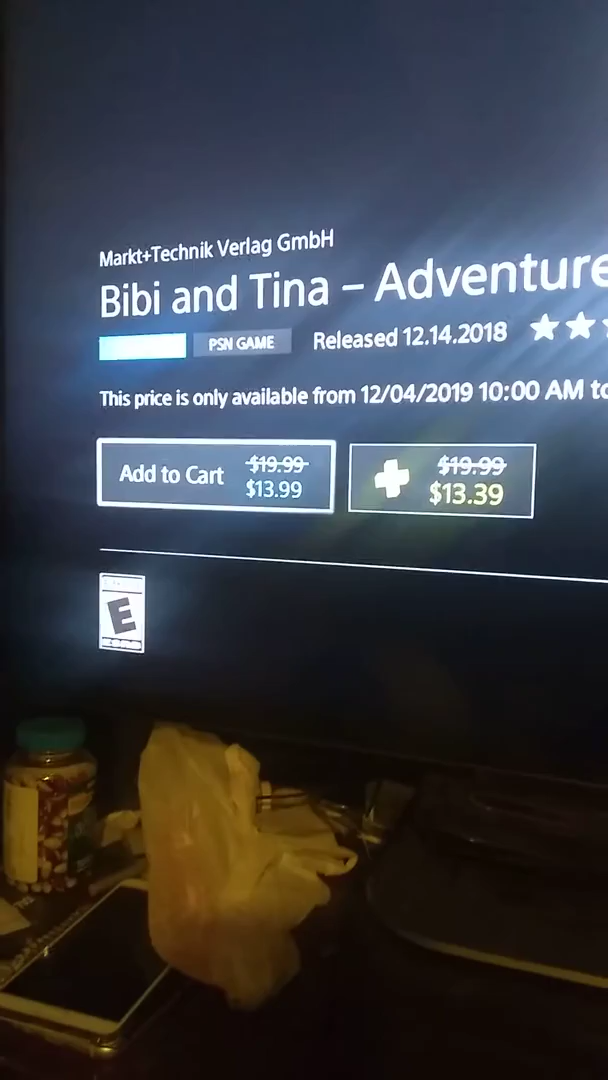 Markt+Technik Verlag GmbH
Bibi and Tina – Adventure
PSN GAME Released 12.14.2018
This price is only available from 12/04/2019 10:00 AM to
Add to Cart $19.99 $19.99
$13.99 $13.39
E